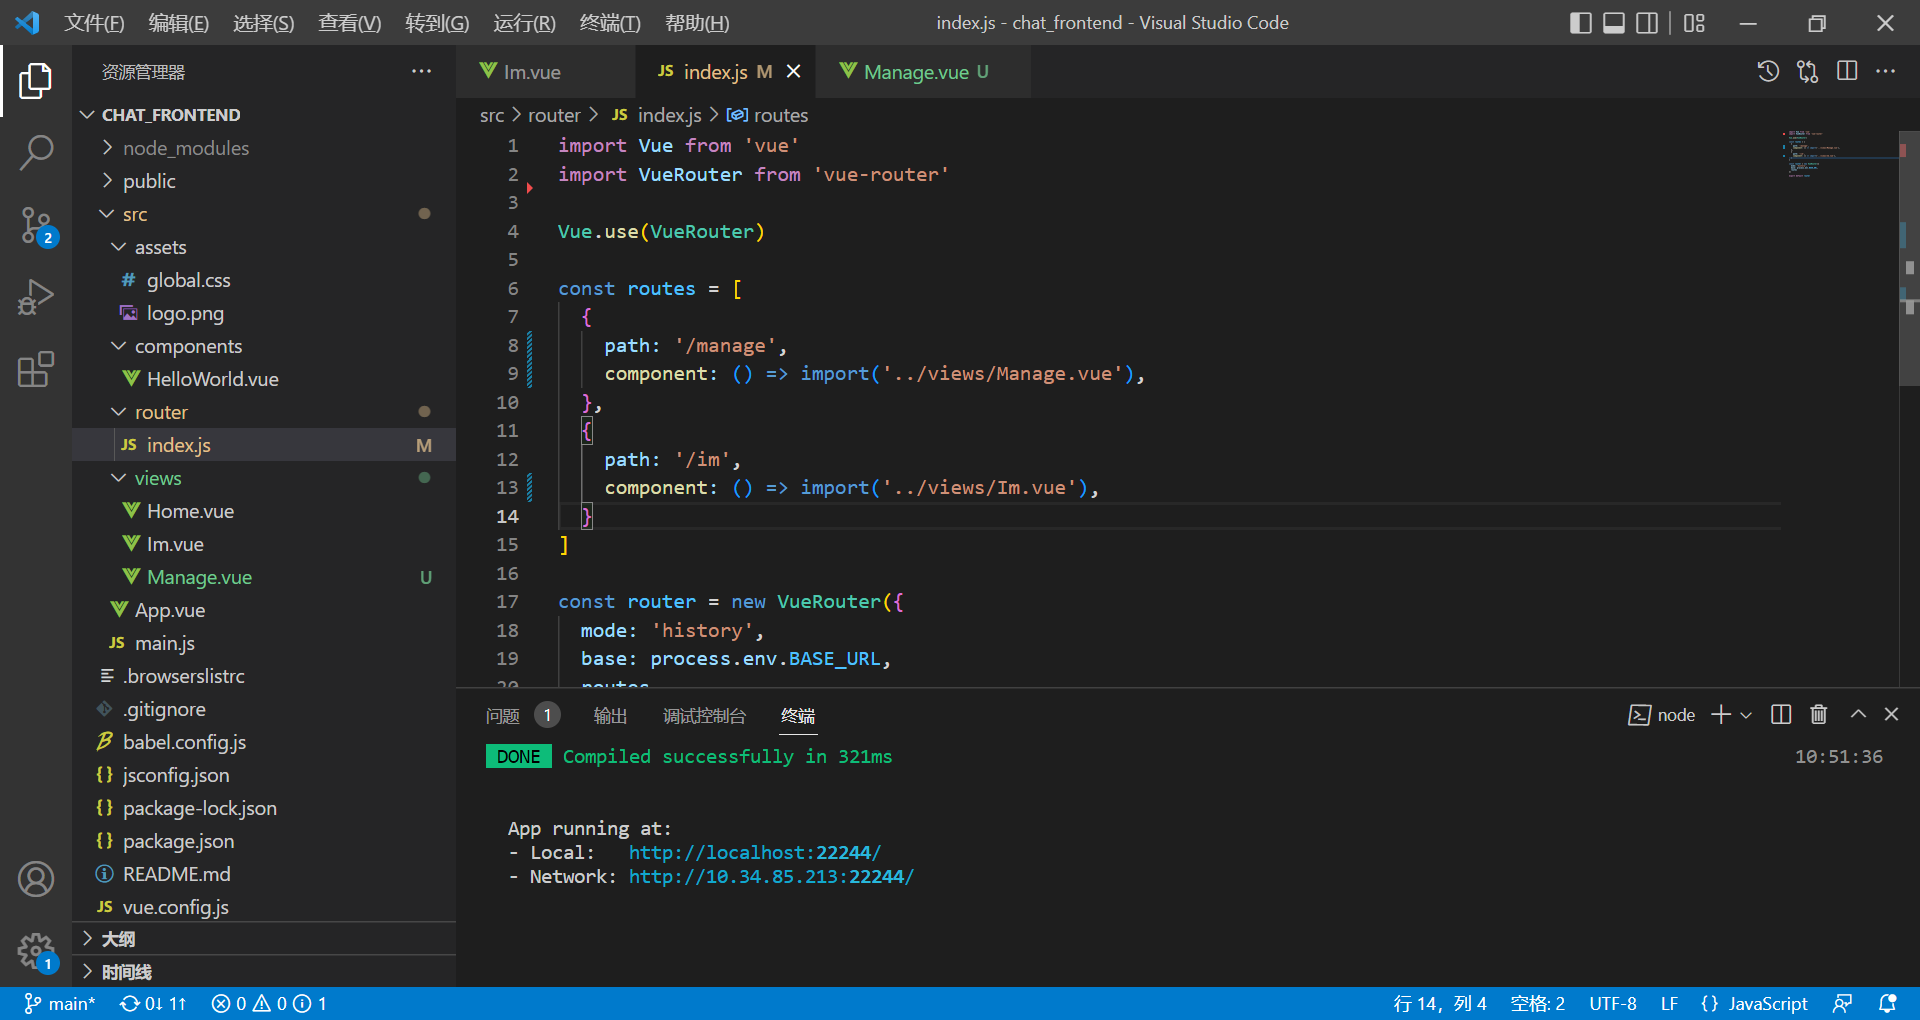 文件(F) 编辑(E) 选择(S) 查看(V) 转到(G) 运行(R) 终端(T) 帮助(H) index.js - chat_frontend - Visual Studio Code
资源管理器
CHAT_FRONTEND
node_modules
public
src
assets
# global.css
logo.png
components
HelloWorld.vue
router
JS index.js M
views
Home.vue
Im.vue
Manage.vue U
App.vue
JS main.js
.browserslistrc
.gitignore
babel.config.js
{} jsconfig.json
{} package-lock.json
{} package.json
README.md
JS vue.config.js
大纲
时间线
2
1
Im.vue JS index.js M Manage.vue U
src > router > JS index.js > routes
1 import Vue from 'vue'
2 import VueRouter from 'vue-router'
3
4 Vue.use(VueRouter)
5
6 const routes = [
7 {
8 path: '/manage',
9 component: () => import('../views/Manage.vue'),
10 },
11 {
12 path: '/im',
13 component: () => import('../views/Im.vue'),
14 }
15 ]
16
17 const router = new VueRouter({
18 mode: 'history',
19 base: process.env.BASE_URL,
20 routes
问题 1 输出 调试控制台 终端 node
DONE Compiled successfully in 321ms 10:51:36
App running at:
- Local: http://localhost:22244/
- Network: http://10.34.85.213:22244/
main* 0↓ 1↑ 0 0 1 行 14, 列 4 空格: 2 UTF-8 LF {} JavaScript